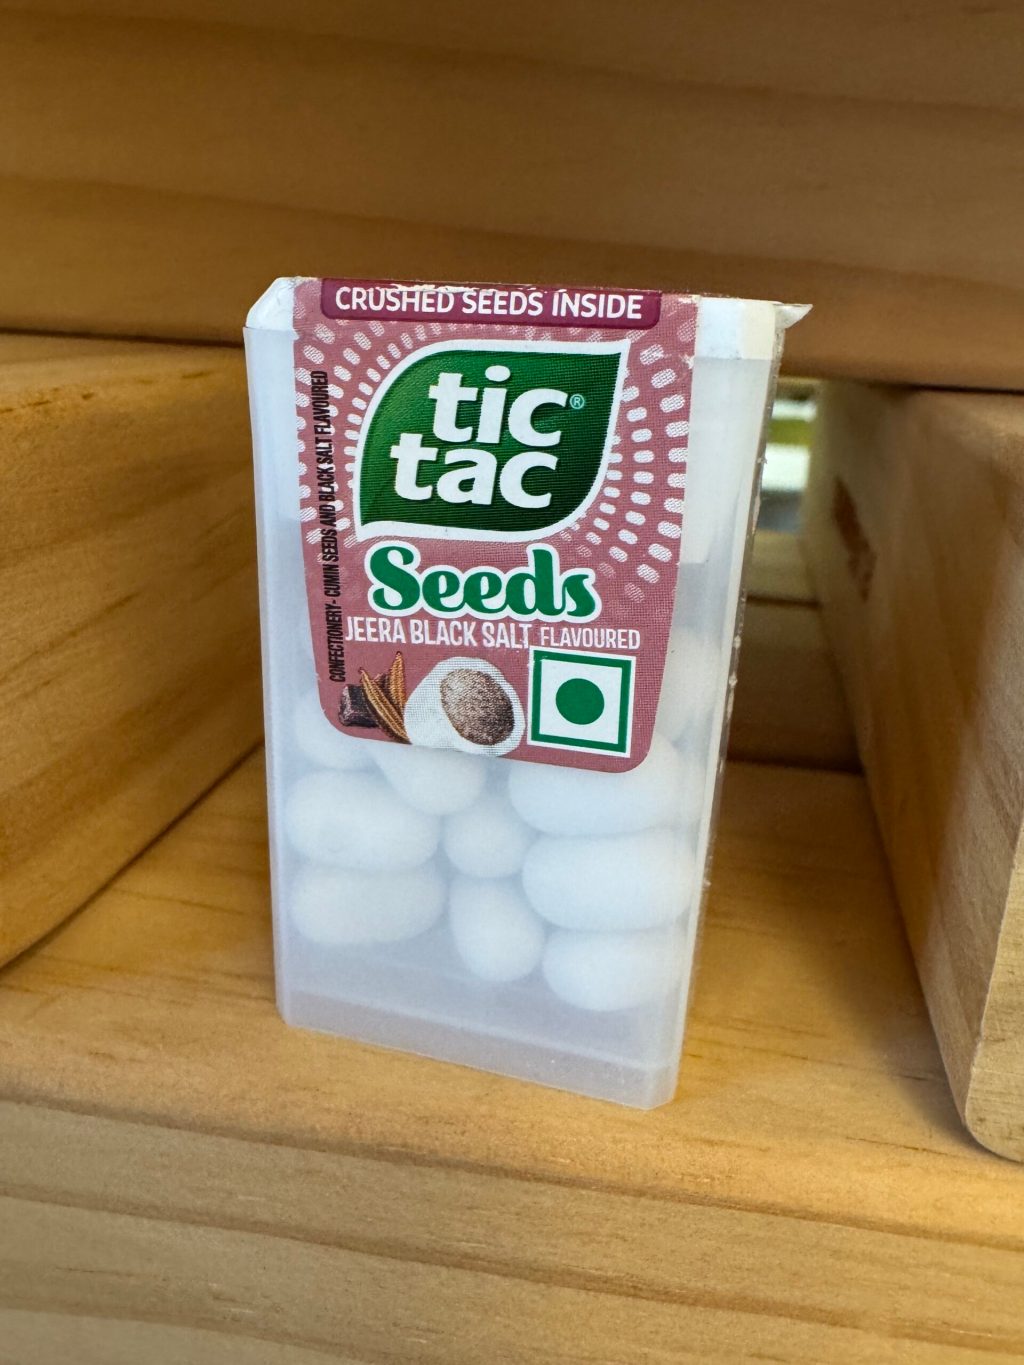 CRUSHED SEEDS INSIDE
tic®
tac
Seeds
JEERA BLACK SALT FLAVOURED
CONFECTIONERY- CUMIN SEEDS AND BLACK SALT FLAVOURED